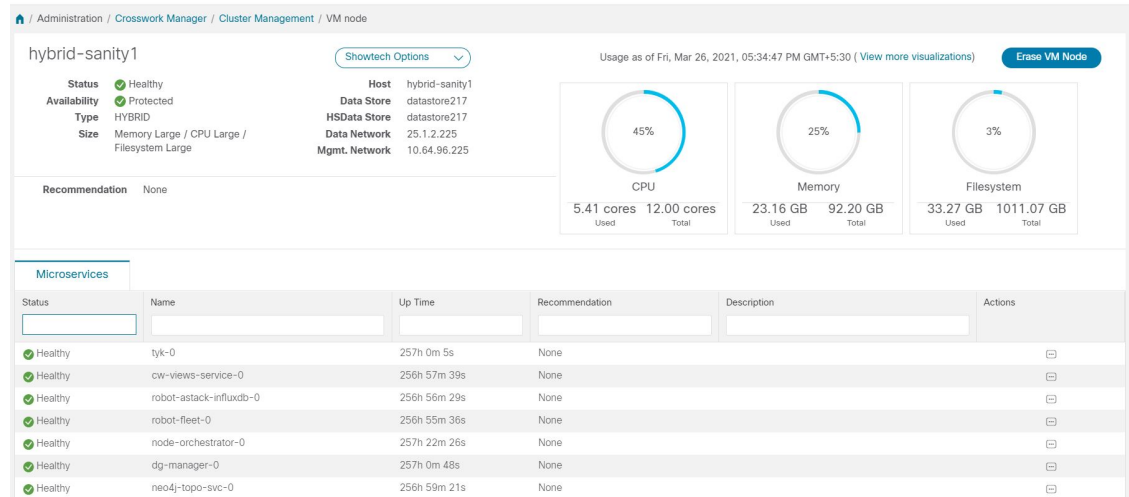 / Administration / Crosswork Manager / Cluster Management / VM node
hybrid-sanity1
Showtech Options
Usage as of Fri, Mar 26, 2021, 05:34:47 PM GMT+5:30 ( View more visualizations)
Erase VM Node
Status Healthy
Availability Protected
Type HYBRID
Size Memory Large / CPU Large /
Filesystem Large
Host hybrid-sanity1
Data Store datastore217
HSData Store datastore217
Data Network 25.1.2.225
Mgmt. Network 10.64.96.225
Recommendation None
45%
CPU
5.41 cores 12.00 cores
Used Total
25%
Memory
23.16 GB 92.20 GB
Used Total
3%
Filesystem
33.27 GB 1011.07 GB
Used Total
Microservices
Status Name Up Time Recommendation Description Actions
Healthy tyk-0 257h 0m 5s None
Healthy cw-views-service-0 256h 57m 39s None
Healthy robot-astack-influxdb-0 256h 56m 29s None
Healthy robot-fleet-0 256h 55m 36s None
Healthy node-orchestrator-0 257h 22m 26s None
Healthy dg-manager-0 257h 0m 48s None
Healthy neo4j-topo-svc-0 256h 59m 21s None